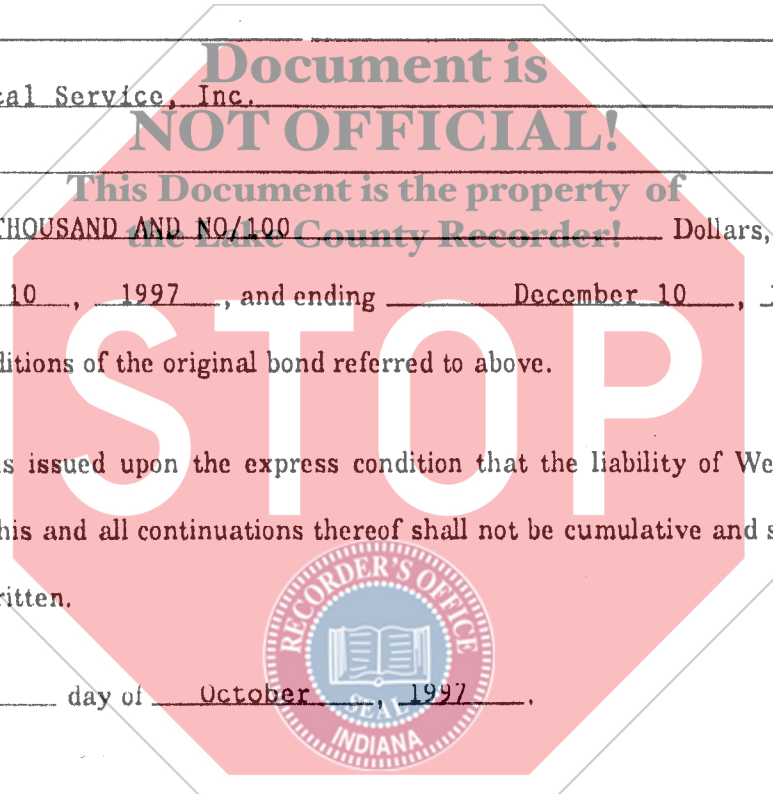 Document is
cal Service, Inc.
NOT OFFICIAL!
This Document is the property of
THOUSAND AND NO/100 Dollars,
the Lake County Recorder!
10 , 1997 , and ending December 10 ,
ditions of the original bond referred to above.
STOP
is issued upon the express condition that the liability of We
his and all continuations thereof shall not be cumulative and s
ritten.
RECORDER'S OFFICE
day of October , 1997 .
SEAL
INDIANA